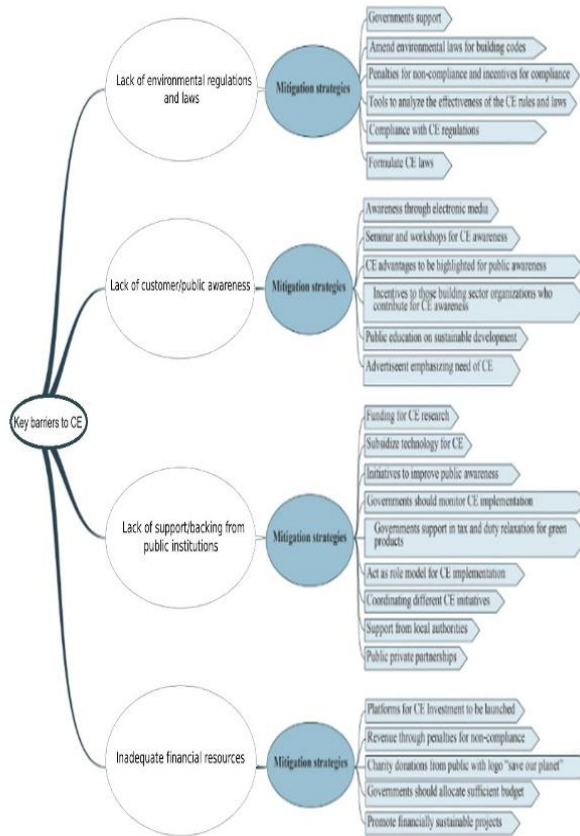 Key barriers to CE
Lack of environmental regulations
and laws
Mitigation strategies
Governments support
Amend environmental laws for building codes
Penalties for non-compliance and incentives for compliance
Tools to analyze the effectiveness of the CE rules and laws
Compliance with CE regulations
Formulate CE laws
Lack of customer/public awareness
Mitigation strategies
Awareness through electronic media
Seminar and workshops for CE awareness
CE advantages to be highlighted for public awareness
Incentives to those building sector organizations who
contribute for CE awareness
Public education on sustainable development
Advertiseent emphasizing need of CE
Lack of support/backing from
public institutions
Mitigation strategies
Funding for CE research
Subsidize technology for CE
Initiatives to improve public awareness
Governments should monitor CE implementation
Governments support in tax and duty relaxation for green
products
Act as role model for CE implementation
Coordinating different CE initiatives
Support from local authorities
Public private partnerships
Inadequate financial resources
Mitigation strategies
Platforms for CE Investment to be launched
Revenue through penalties for non-compliance
Charity donations from public with logo "save our planet"
Governments should allocate sufficient budget
Promote financially sustainable projects